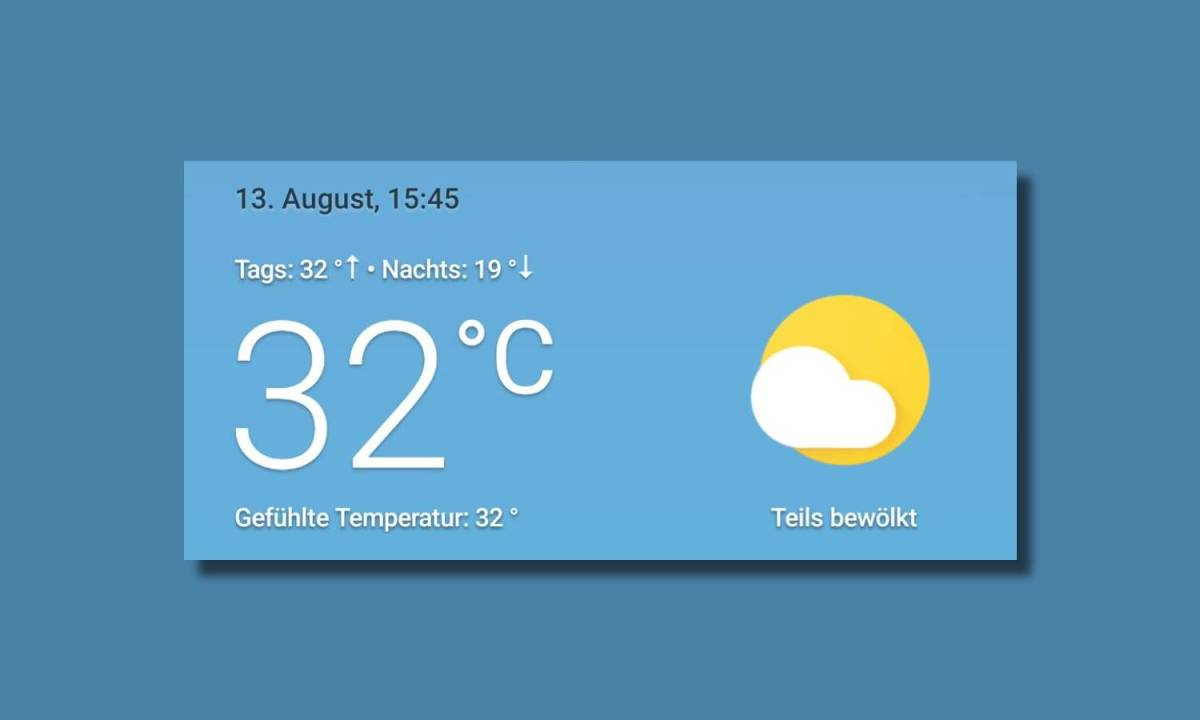 13. August, 15:45
Tags: 32 °↑ • Nachts: 19 °↓
32 °C
Gefühlte Temperatur: 32 °
Teils bewölkt